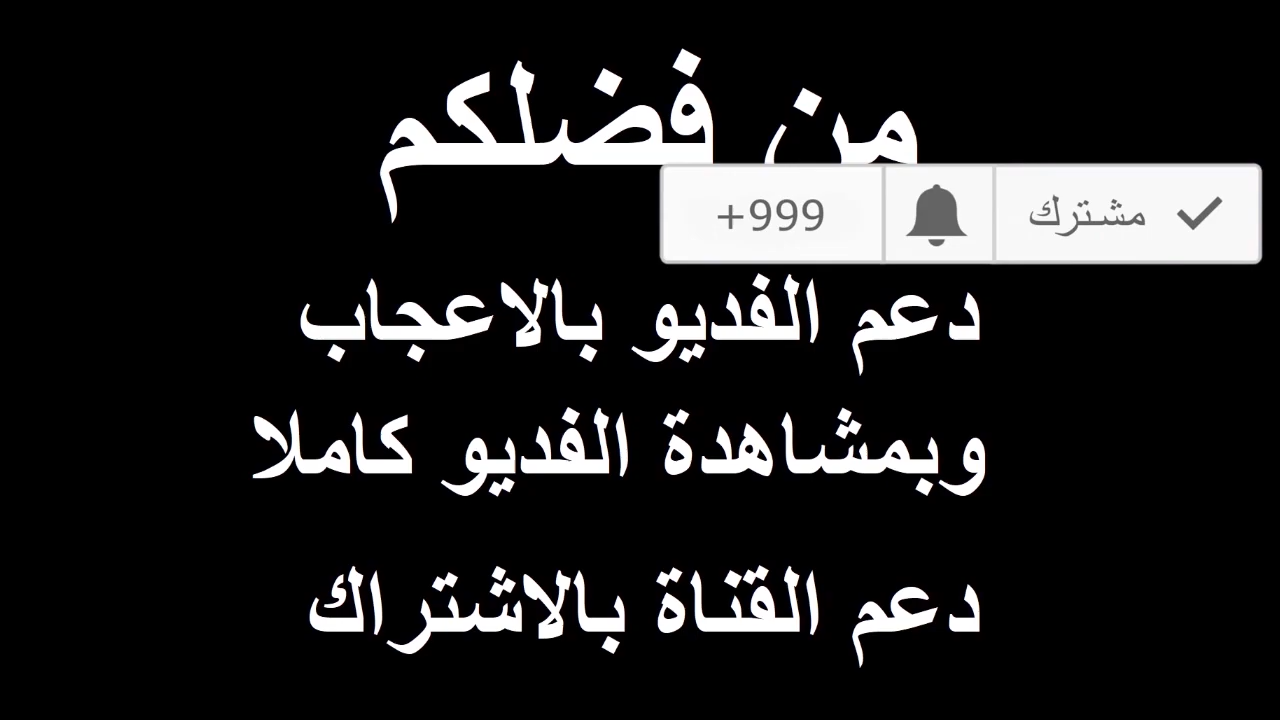 من فضلكم
مشترك 999+
دعم الفديو بالاعجاب
وبمشاهدة الفديو كاملا
دعم القناة بالاشتراك